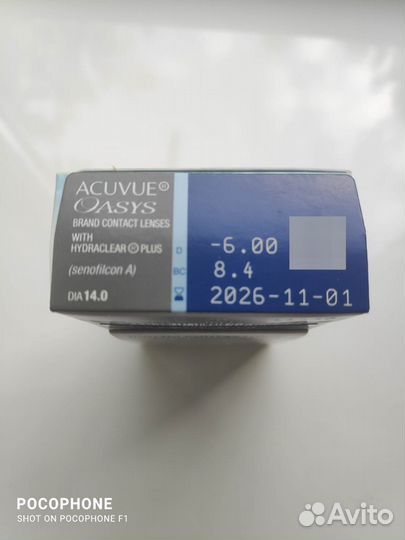 ACUVUE®
OASYS
BRAND CONTACT LENSES
WITH
HYDRACLEAR® PLUS
(senofilcon A)
DIA 14.0
D -6.00
BC 8.4
2026-11-01
POCOPHONE
SHOT ON POCOPHONE F1
Avito